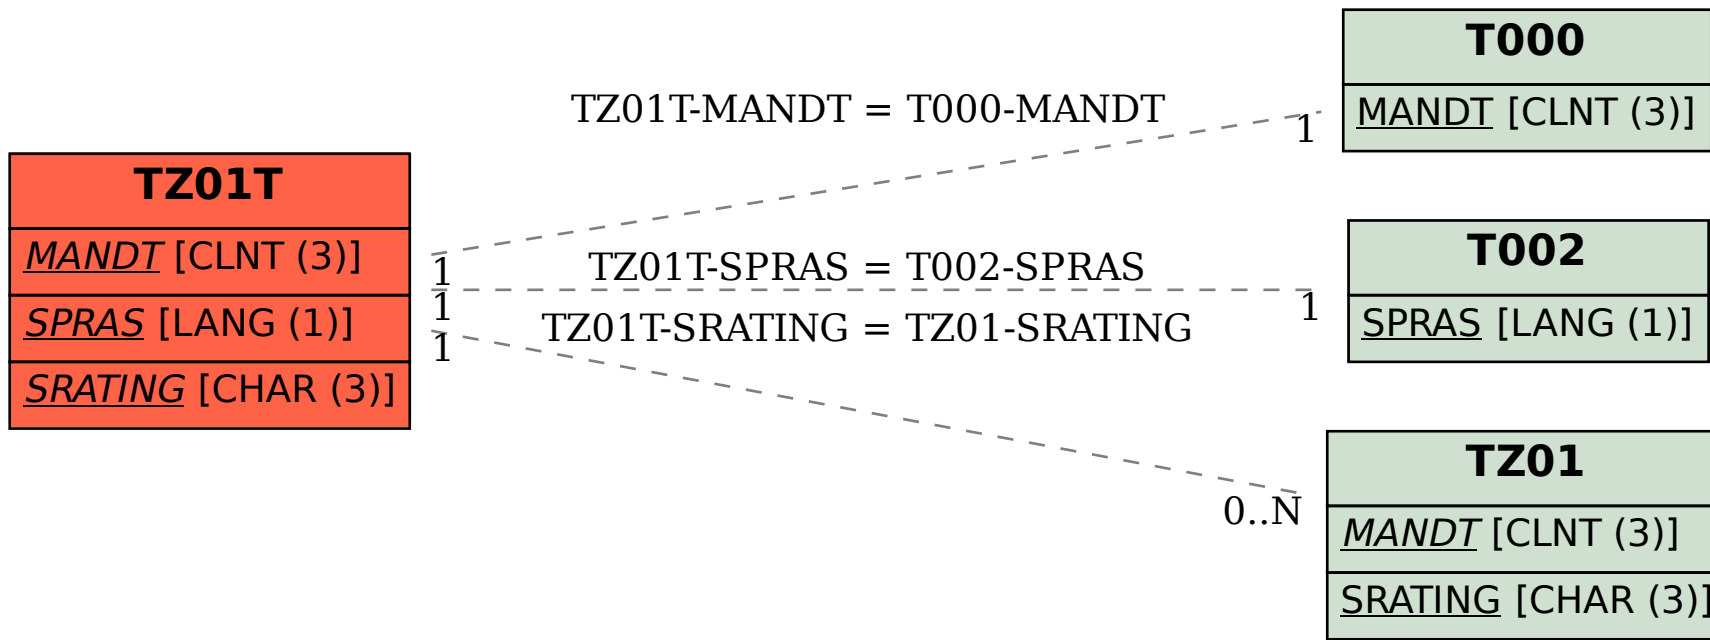 TZ01T
MANDT [CLNT (3)]
SPRAS [LANG (1)]
SRATING [CHAR (3)]
TZ01T-MANDT = T000-MANDT
1
1
TZ01T-SPRAS = T002-SPRAS
1
1
TZ01T-SRATING = TZ01-SRATING
1
0..N
T000
MANDT [CLNT (3)]
T002
SPRAS [LANG (1)]
TZ01
MANDT [CLNT (3)]
SRATING [CHAR (3)]